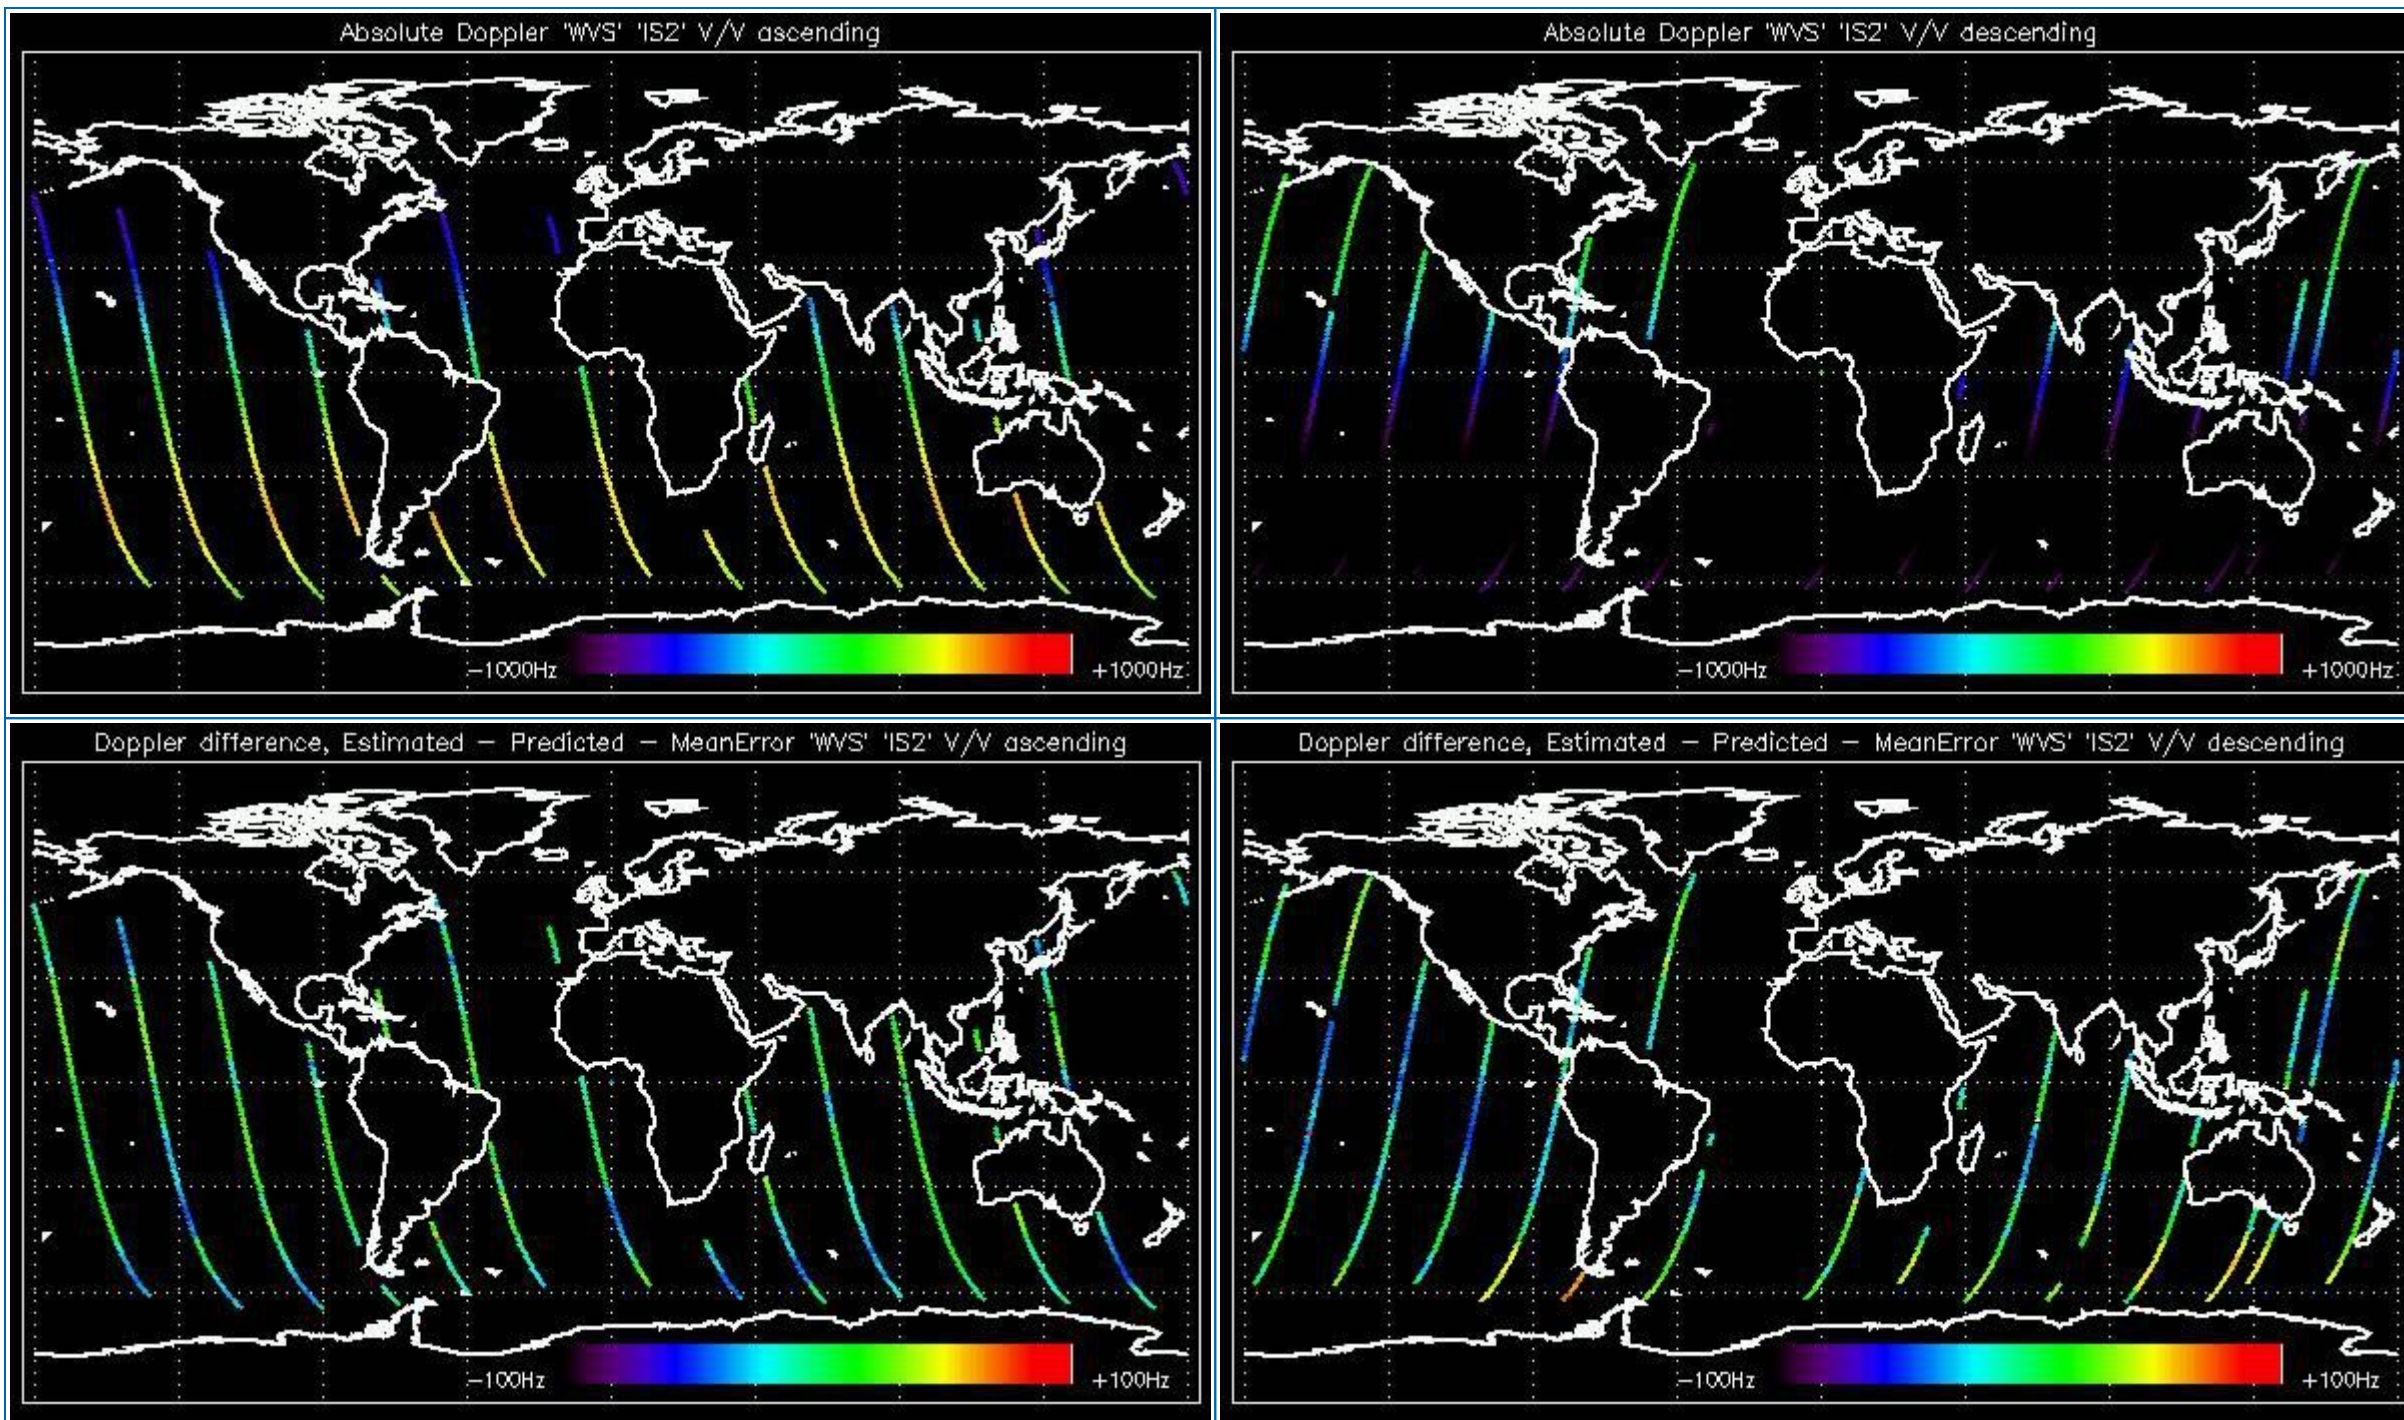 Absolute Doppler 'WVS' 'IS2' V/V ascending
-1000Hz
+1000Hz
Absolute Doppler 'WVS' 'IS2' V/V descending
-1000Hz
+1000Hz
Doppler difference, Estimated - Predicted - MeanError 'WVS' 'IS2' V/V ascending
-100Hz
+100Hz
Doppler difference, Estimated - Predicted - MeanError 'WVS' 'IS2' V/V descending
-100Hz
+100Hz